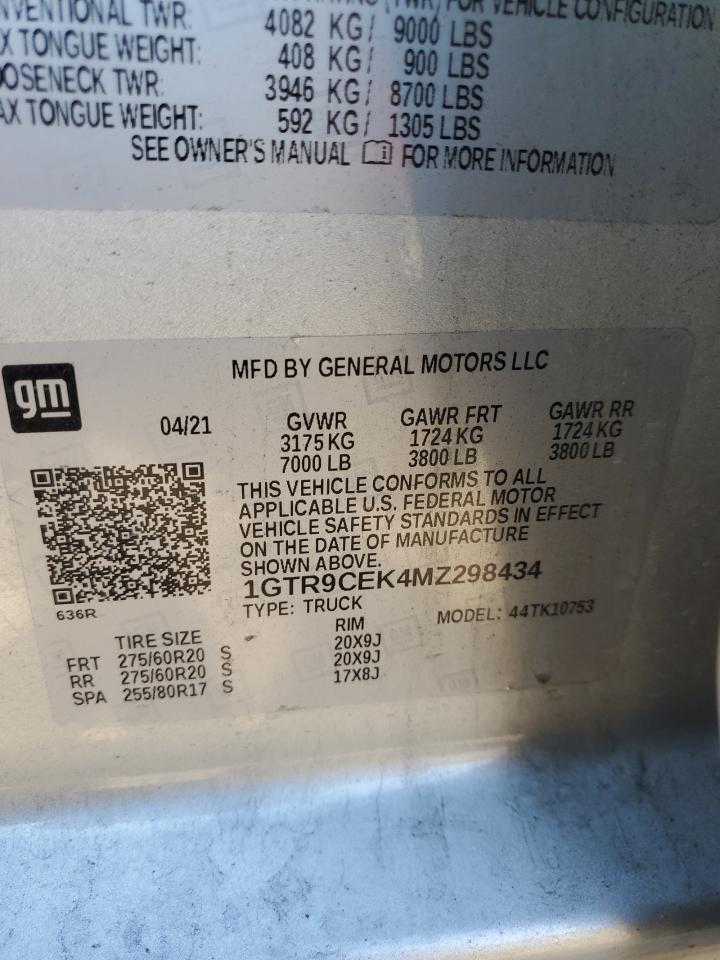 TWR: 4082 KG/ 9000 LBS
TONGUE WEIGHT: 408 KG/ 900 LBS
TWR: 3946 KG/ 8700 LBS
TONGUE WEIGHT: 592 KG/ 1305 LBS
SEE OWNER'S MANUAL FOR MORE INFORMATION
gm
MFD BY GENERAL MOTORS LLC
04/21 GVWR GAWR FRT GAWR RR
3175 KG 1724 KG 1724 KG
7000 LB 3800 LB 3800 LB
THIS VEHICLE CONFORMS TO ALL
APPLICABLE U.S. FEDERAL MOTOR
VEHICLE SAFETY STANDARDS IN EFFECT
ON THE DATE OF MANUFACTURE
SHOWN ABOVE.
1GTR9CEK4MZ298434
636R TYPE: TRUCK MODEL: 44TK10753
TIRE SIZE RIM
FRT 275/60R20 S 20X9J
RR 275/60R20 S 20X9J
SPA 255/80R17 S 17X8J